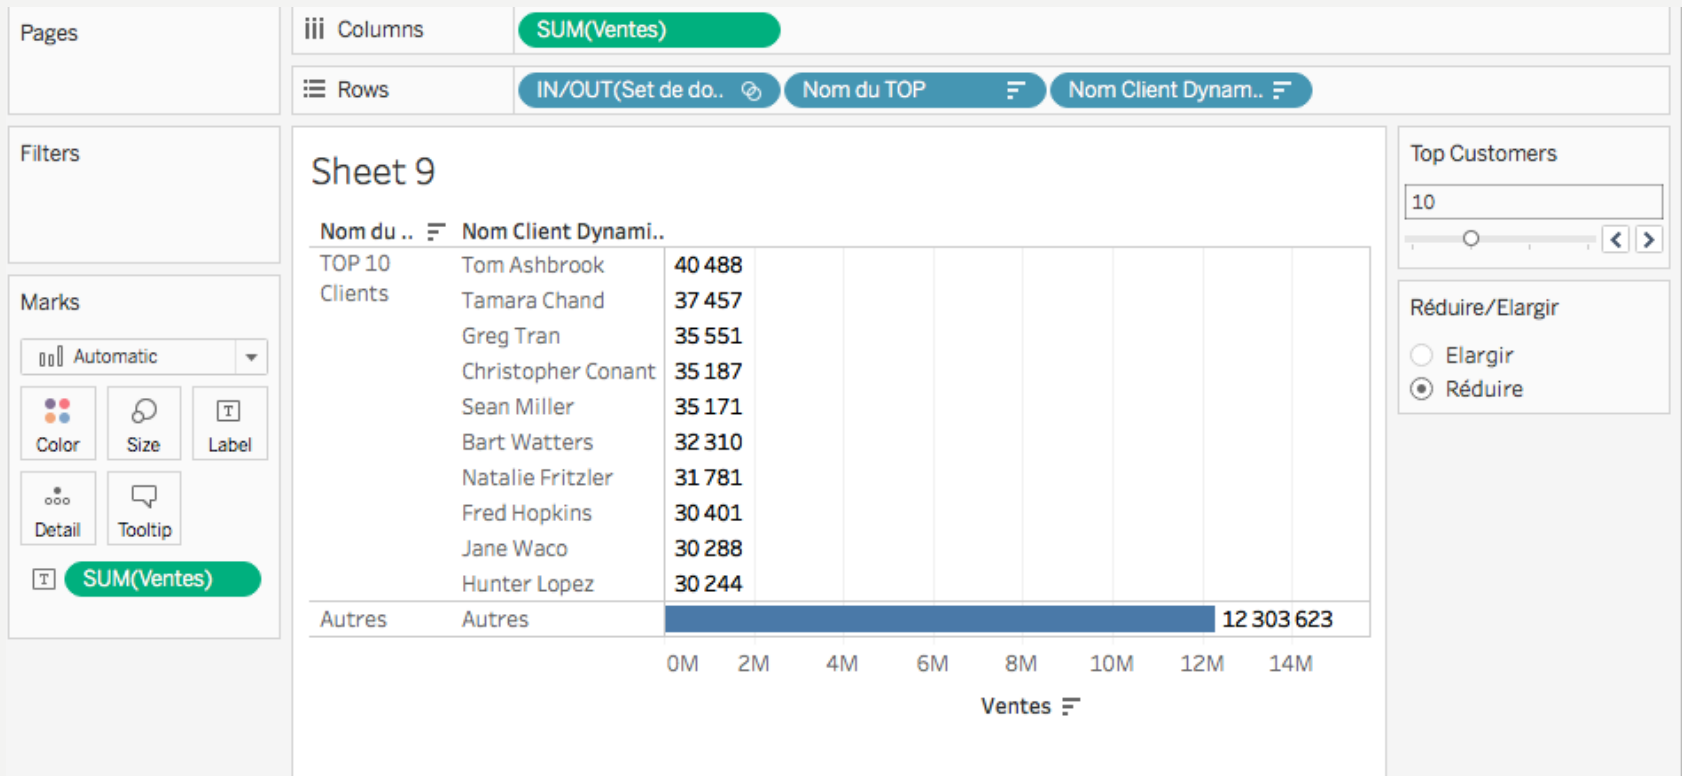 Pages
Columns SUM(Ventes)
Rows IN/OUT(Set de do.. Nom du TOP Nom Client Dynam..
Filters
Marks
Automatic
Color Size Label
Detail Tooltip
T SUM(Ventes)
Sheet 9
Nom du .. Nom Client Dynami..
TOP 10 Clients Tom Ashbrook 40 488
Tamara Chand 37 457
Greg Tran 35 551
Christopher Conant 35 187
Sean Miller 35 171
Bart Watters 32 310
Natalie Fritzler 31 781
Fred Hopkins 30 401
Jane Waco 30 288
Hunter Lopez 30 244
Autres Autres 12 303 623
0M 2M 4M 6M 8M 10M 12M 14M
Ventes
Top Customers
10
Réduire/Elargir
Elargir
Réduire